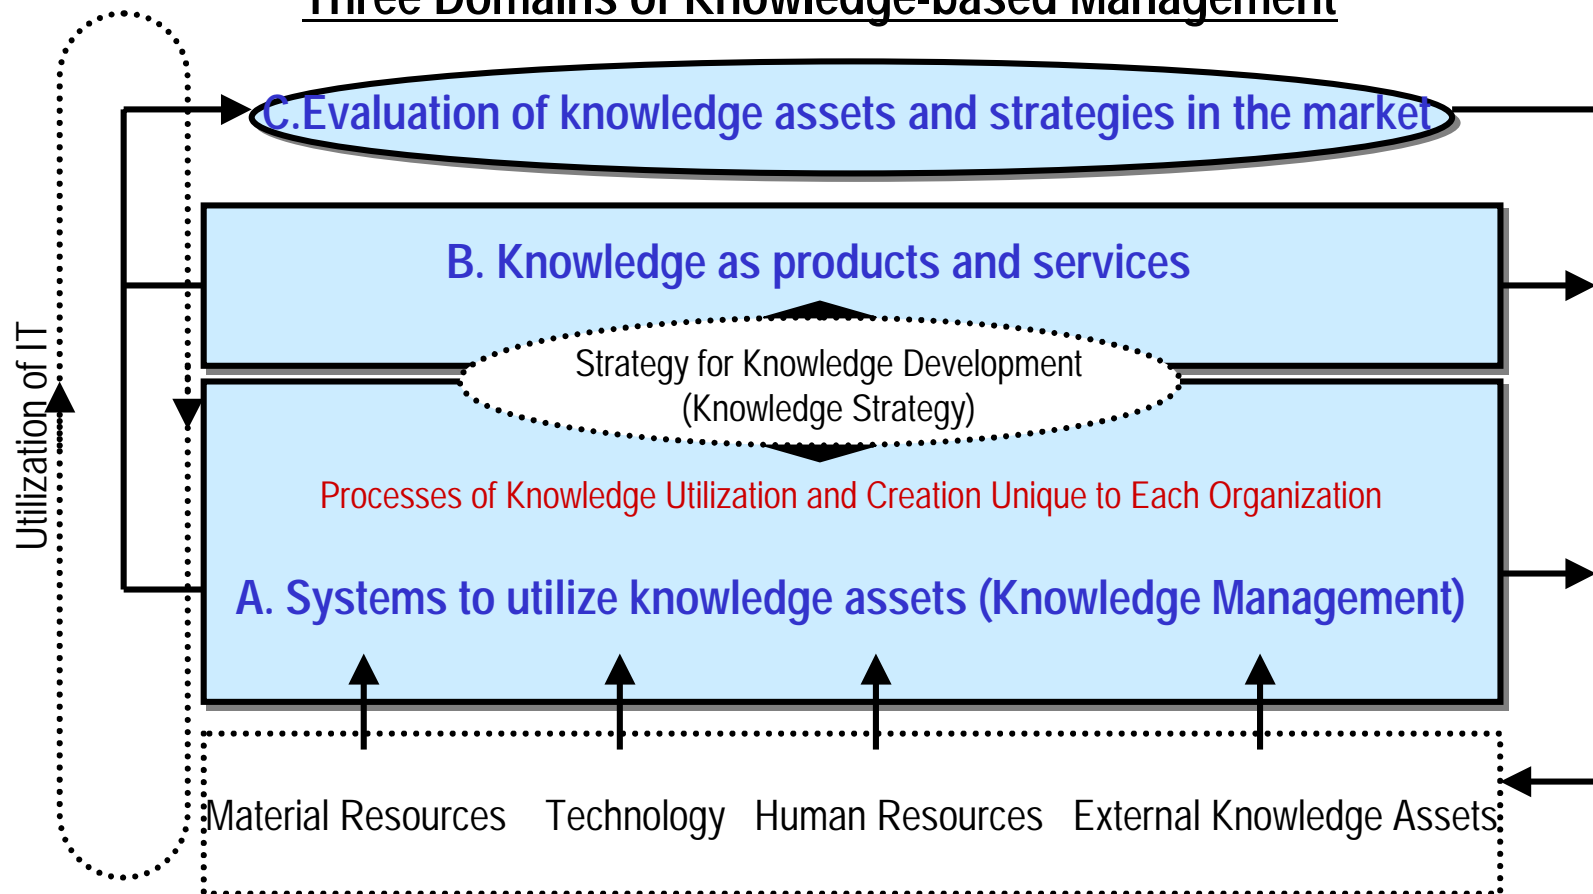 Three Domains of Knowledge-based Management
C.Evaluation of knowledge assets and strategies in the market
B. Knowledge as products and services
Strategy for Knowledge Development
(Knowledge Strategy)
Utilization of IT
Processes of Knowledge Utilization and Creation Unique to Each Organization
A. Systems to utilize knowledge assets (Knowledge Management)
Material Resources Technology Human Resources External Knowledge Assets